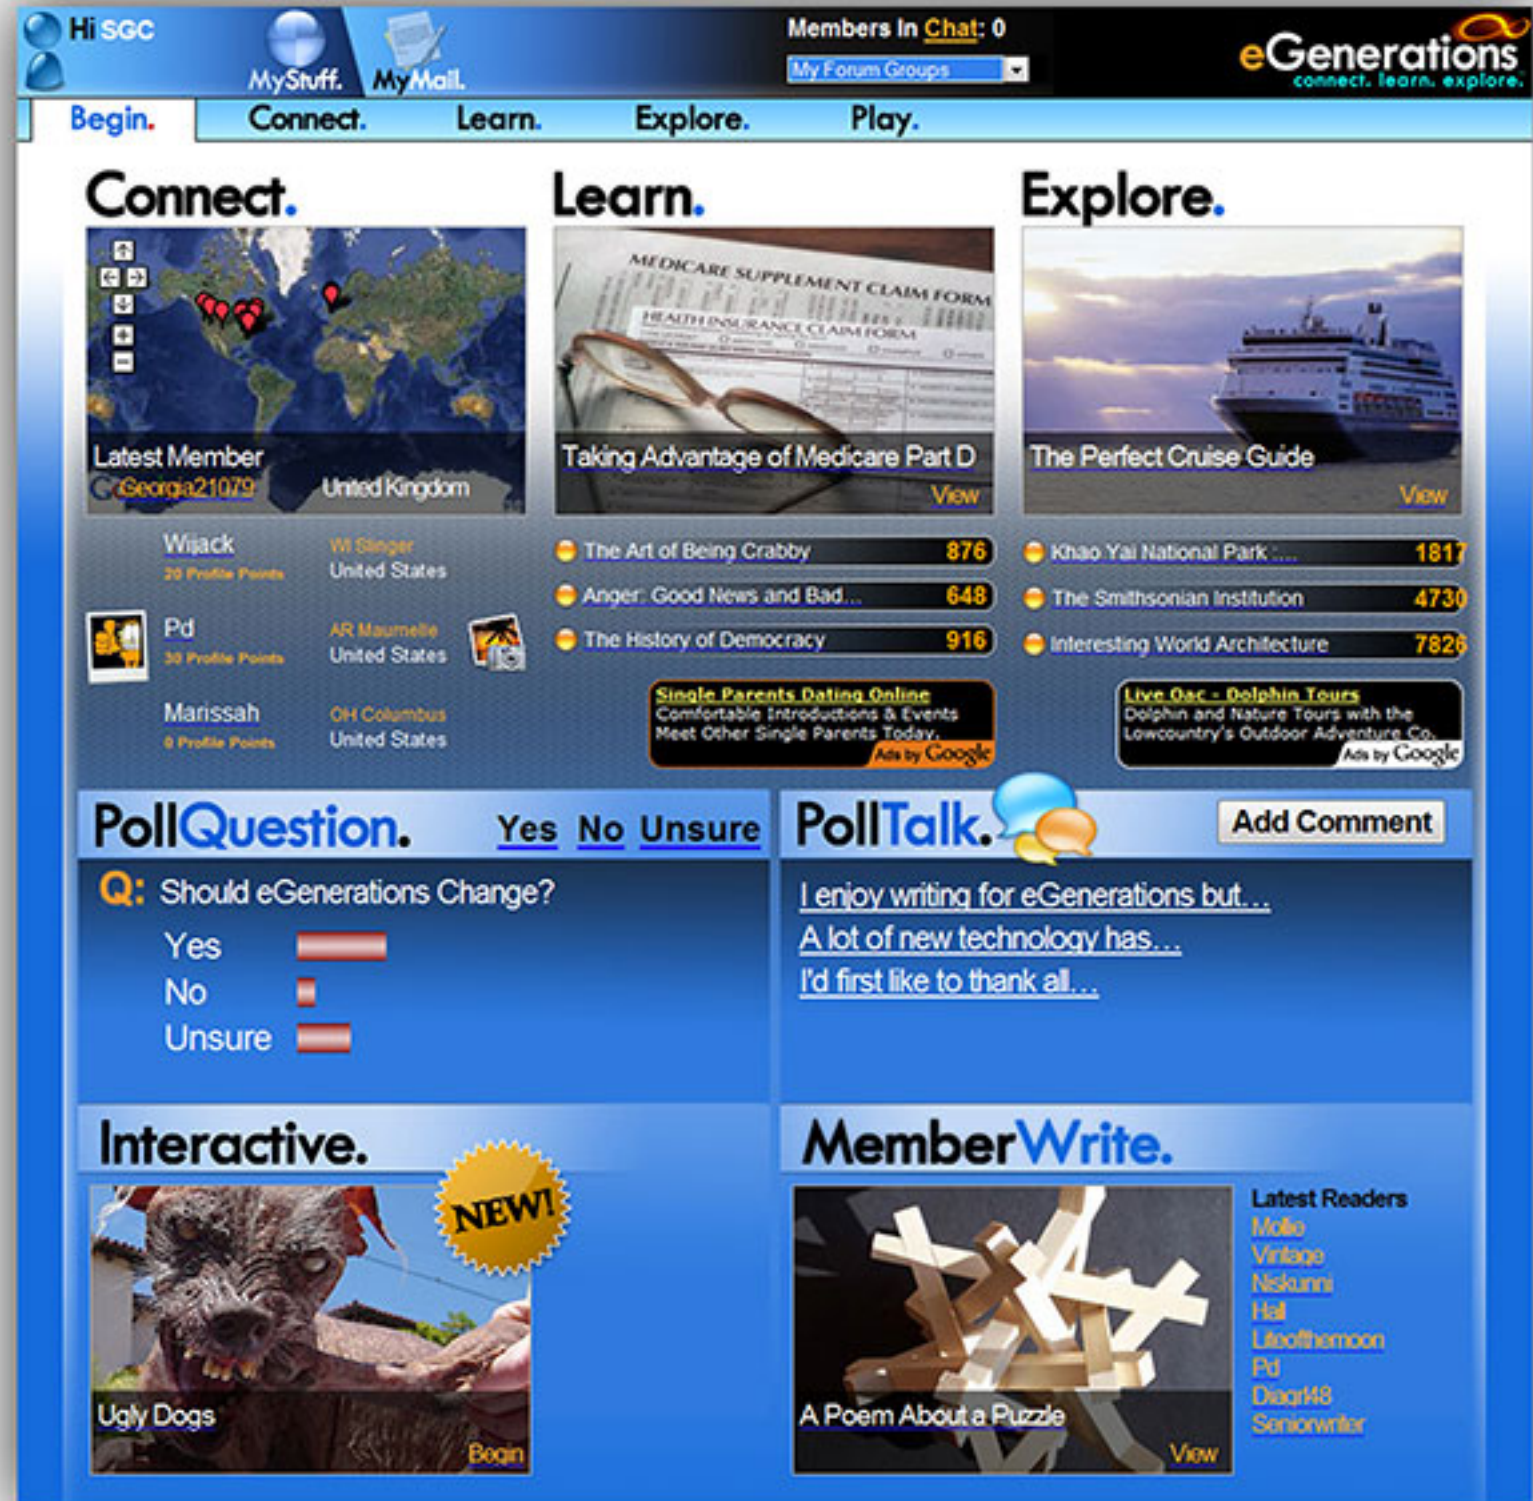 Hi SGC
MyStuff.
MyMail.
Members In Chat: 0
My Forum Groups
eGenerations
connect. learn. explore.
Begin.
Connect.
Learn.
Explore.
Play.
Connect.
Latest Member
Georgia21079
United Kingdom
Wijack
WI Slinger
20 Profile Points
United States
Pd
AR Maumelle
30 Profile Points
United States
Marissah
OH Columbus
0 Profile Points
United States
Learn.
MEDICARE SUPPLEMENT CLAIM FORM
HEALTH INSURANCE CLAIM FORM
Taking Advantage of Medicare Part D
View
The Art of Being Crabby 876
Anger: Good News and Bad... 648
The History of Democracy 916
Single Parents Dating Online
Comfortable Introductions & Events
Meet Other Single Parents Today.
Ads by Google
Explore.
The Perfect Cruise Guide
View
Khao Yai National Park :... 1817
The Smithsonian Institution 4730
Interesting World Architecture 7826
Live Oac - Dolphin Tours
Dolphin and Nature Tours with the
Lowcountry's Outdoor Adventure Co.
Ads by Google
PollQuestion.
Yes No Unsure
Q: Should eGenerations Change?
Yes
No
Unsure
PollTalk.
Add Comment
I enjoy writing for eGenerations but...
A lot of new technology has...
I'd first like to thank all...
Interactive.
NEW!
Ugly Dogs
Begin
MemberWrite.
A Poem About a Puzzle
View
Latest Readers
Mollie
Vintage
Niskunni
Hal
Liteofthemoon
Pd
Diagrl48
Seniorwriter